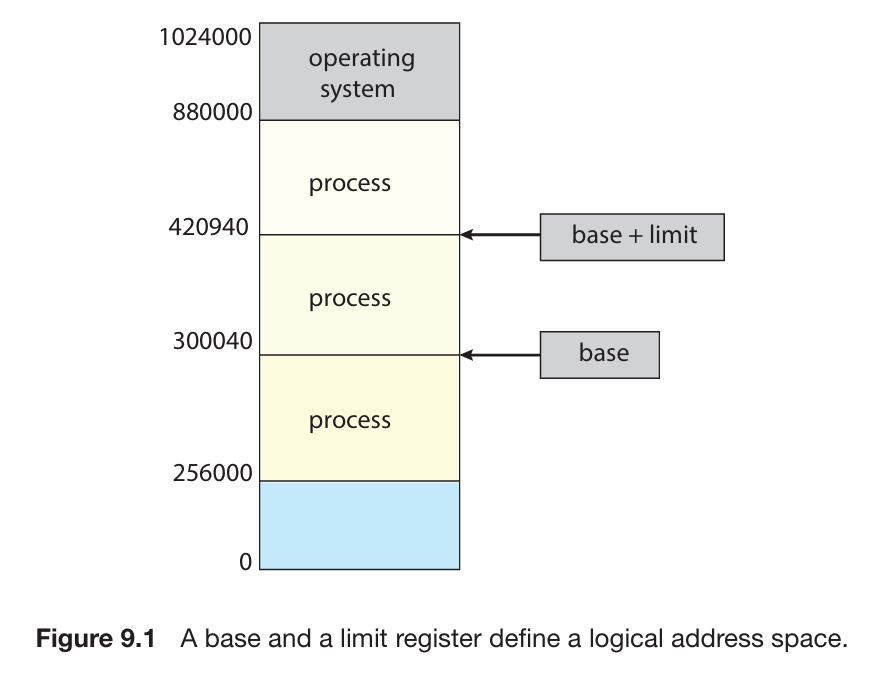 1024000
operating
system
880000
process
420940
base + limit
process
300040
base
process
256000
0
Figure 9.1 A base and a limit register define a logical address space.